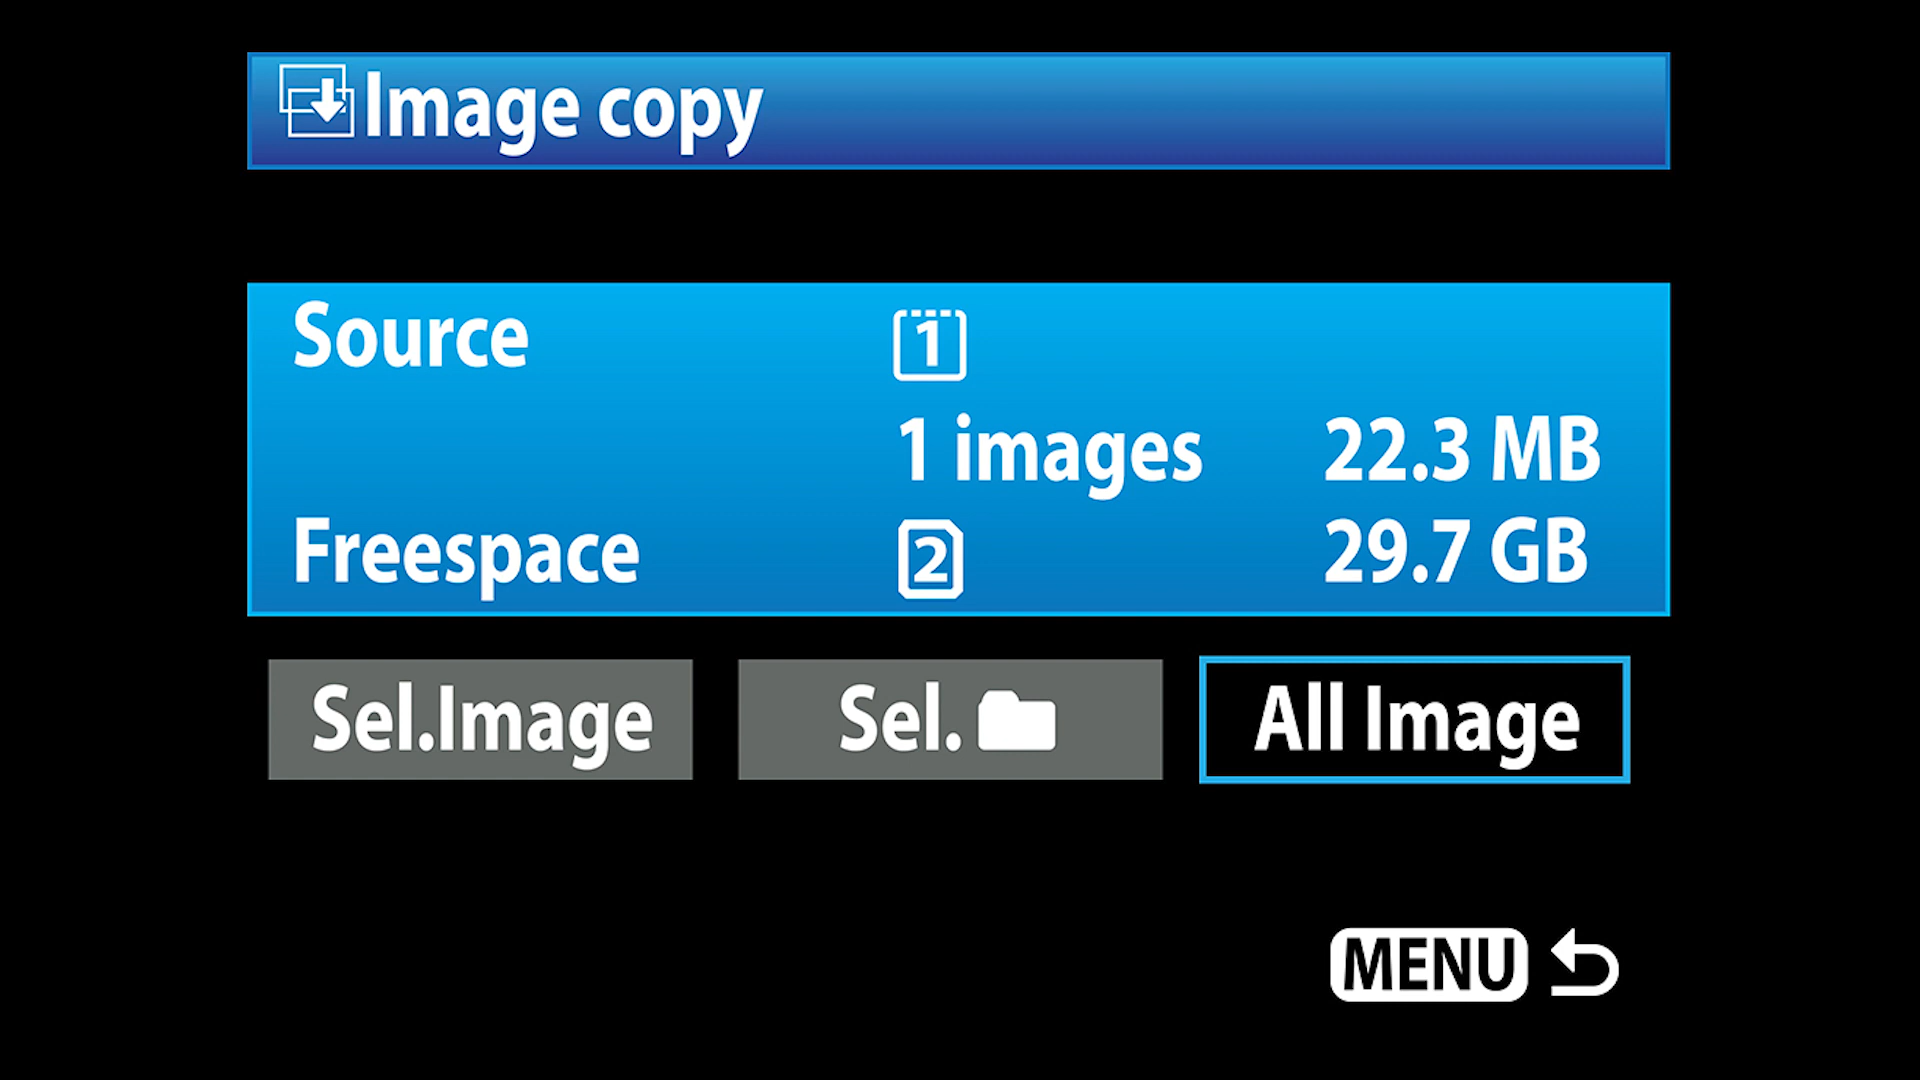 Image copy
Source 1
1 images 22.3 MB
Freespace 2 29.7 GB
Sel.Image Sel. All Image
MENU